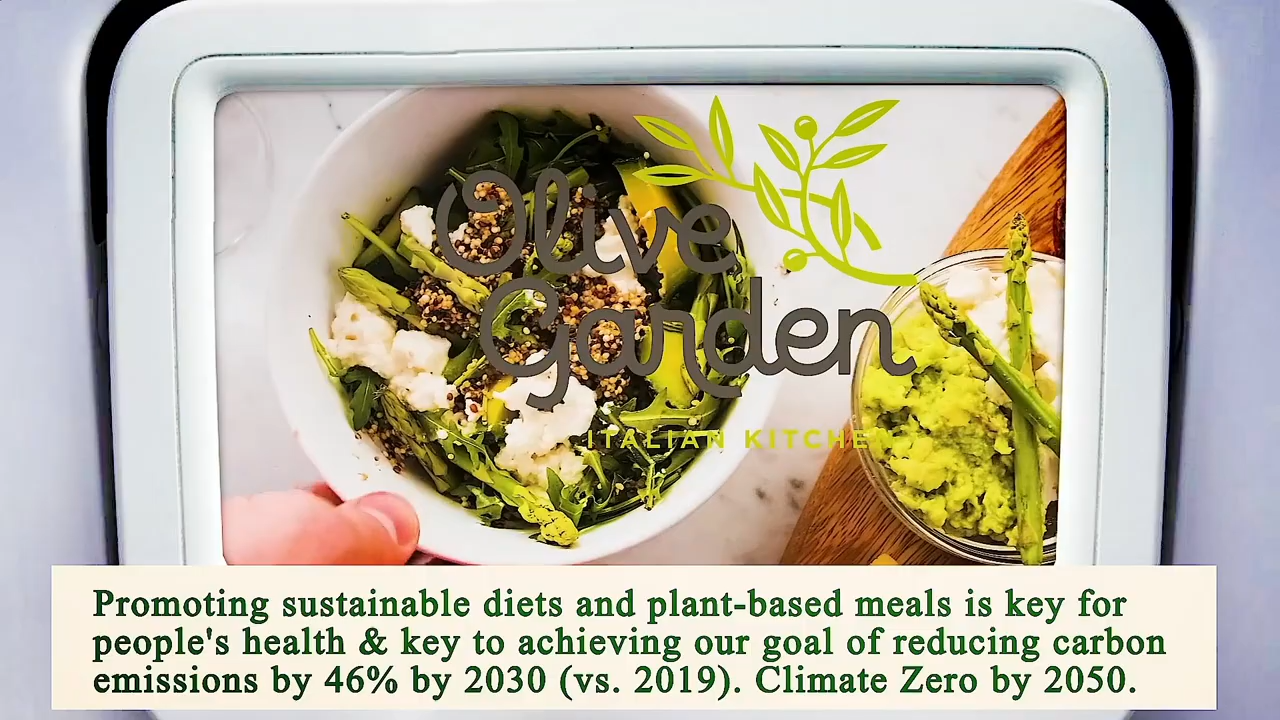 Olive
Garden
ITALIAN KITCHEN
Promoting sustainable diets and plant-based meals is key for
people's health & key to achieving our goal of reducing carbon
emissions by 46% by 2030 (vs. 2019). Climate Zero by 2050.